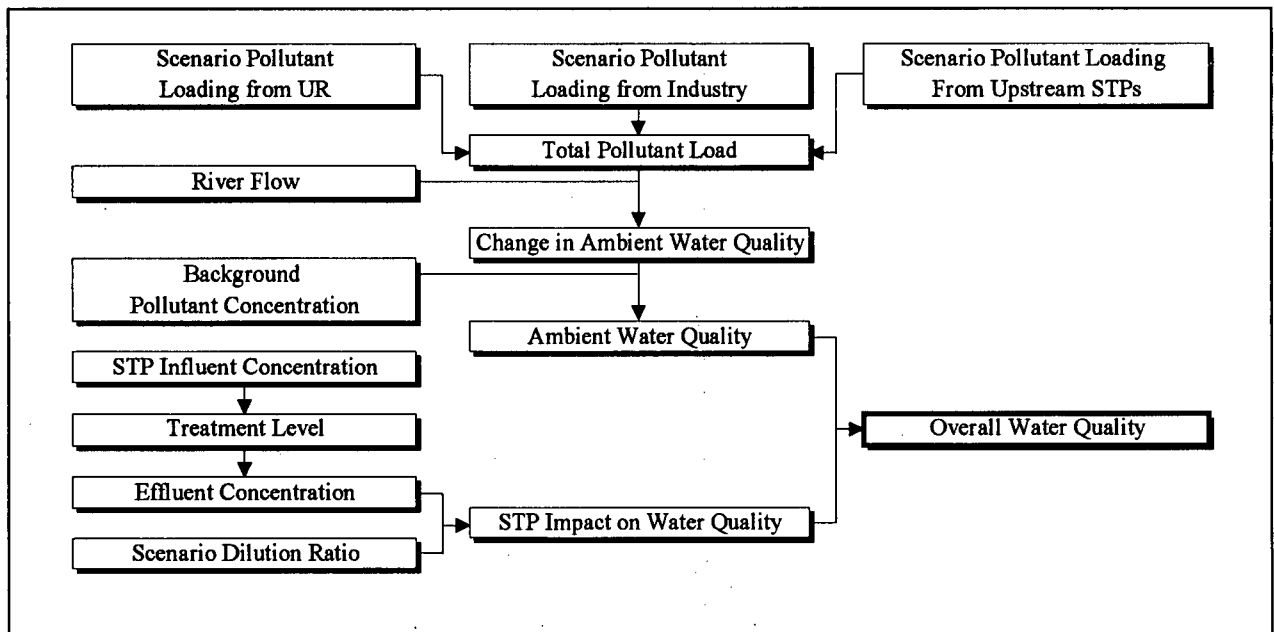 Scenario Pollutant
Loading from UR
Scenario Pollutant
Loading from Industry
Scenario Pollutant Loading
From Upstream STPs
Total Pollutant Load
River Flow
Change in Ambient Water Quality
Background
Pollutant Concentration
Ambient Water Quality
STP Influent Concentration
Treatment Level
Overall Water Quality
Effluent Concentration
STP Impact on Water Quality
Scenario Dilution Ratio